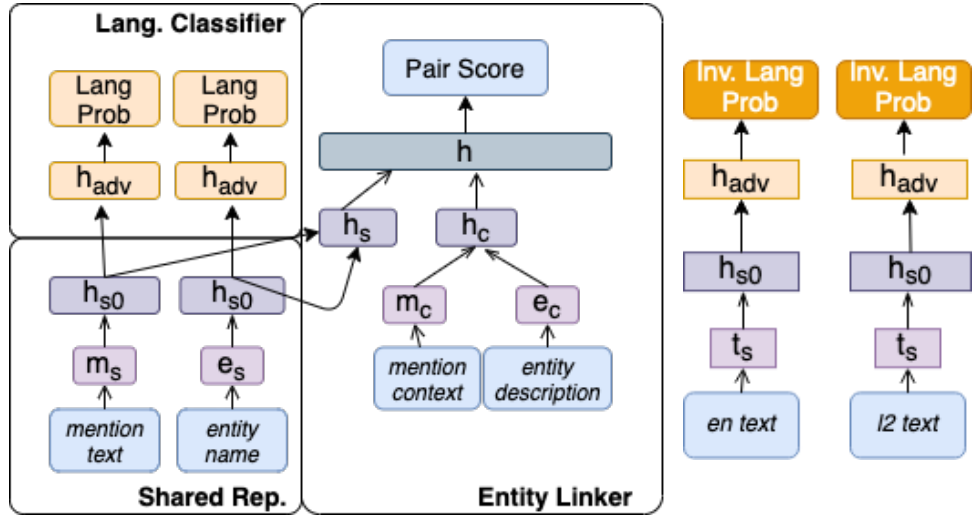 Lang. Classifier
Lang
Prob
Lang
Prob
h_adv
h_adv
h_s0
h_s0
m_s
e_s
mention
text
entity
name
Shared Rep.
Pair Score
h
h_s
h_c
m_c
e_c
mention
context
entity
description
Entity Linker
Inv. Lang
Prob
Inv. Lang
Prob
h_adv
h_adv
h_s0
h_s0
t_s
t_s
en text
l2 text